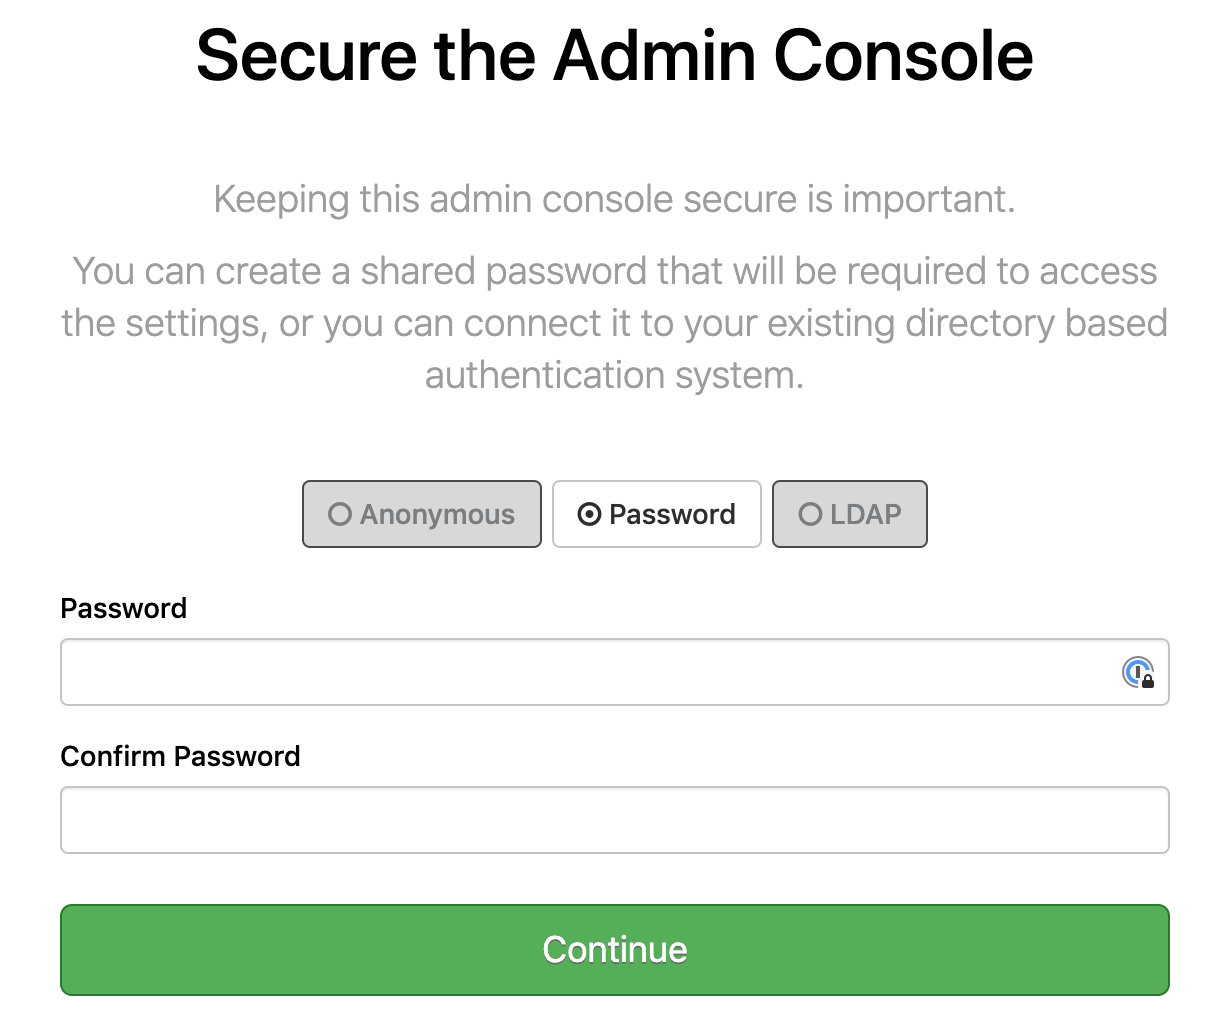 Secure the Admin Console
Keeping this admin console secure is important.
You can create a shared password that will be required to access
the settings, or you can connect it to your existing directory based
authentication system.
Anonymous Password LDAP
Password
Confirm Password
Continue